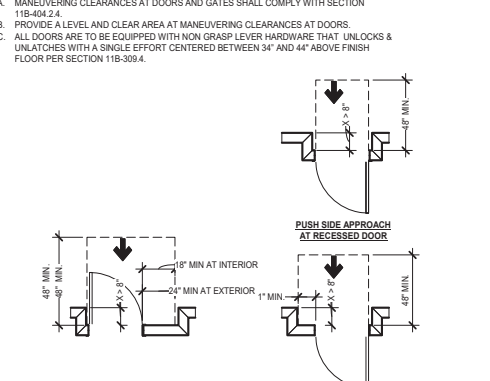 A. MANEUVERING CLEARANCES AT DOORS AND GATES SHALL COMPLY WITH SECTION
11B-404.2.4.
B. PROVIDE A LEVEL AND CLEAR AREA AT MANEUVERING CLEARANCES AT DOORS.
C. ALL DOORS ARE TO BE EQUIPPED WITH NON GRASP LEVER HARDWARE THAT UNLOCKS &
UNLATCHES WITH A SINGLE EFFORT CENTERED BETWEEN 34" AND 44" ABOVE FINISH
FLOOR PER SECTION 11B-309.4.
X > 8"
48" MIN.
PUSH SIDE APPROACH
AT RECESSED DOOR
48" MIN.
48" MIN.
X > 8"
18" MIN AT INTERIOR
24" MIN AT EXTERIOR
1" MIN.
X > 8"
48" MIN.